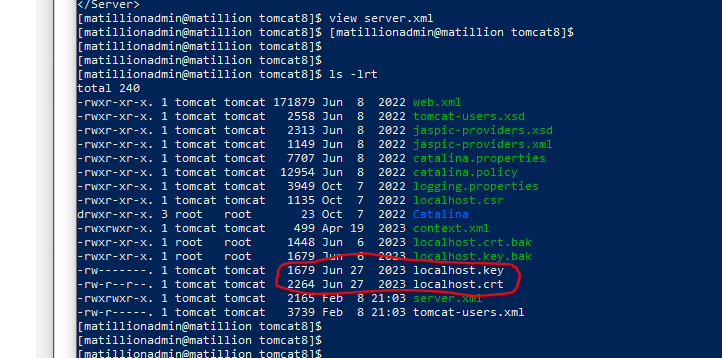 </Server>
[matillionadmin@matillion tomcat8]$ view server.xml
[matillionadmin@matillion tomcat8]$ [matillionadmin@matillion tomcat8]$
[matillionadmin@matillion tomcat8]$
[matillionadmin@matillion tomcat8]$
[matillionadmin@matillion tomcat8]$ ls -lrt
total 240
-rwxr-xr-x. 1 tomcat tomcat 171879 Jun  8  2022 web.xml
-rwxr-xr-x. 1 tomcat tomcat   2558 Jun  8  2022 tomcat-users.xsd
-rwxr-xr-x. 1 tomcat tomcat   2313 Jun  8  2022 jaspic-providers.xsd
-rwxr-xr-x. 1 tomcat tomcat   1149 Jun  8  2022 jaspic-providers.xml
-rwxr-xr-x. 1 tomcat tomcat   7707 Jun  8  2022 catalina.properties
-rwxr-xr-x. 1 tomcat tomcat  12954 Jun  8  2022 catalina.policy
-rwxr-xr-x. 1 tomcat tomcat   3949 Oct  7  2022 logging.properties
-rwxr-xr-x. 1 tomcat tomcat   1135 Oct  7  2022 localhost.csr
drwxr-xr-x. 3 root   root       23 Oct  7  2022 Catalina
-rwxrwxr-x. 1 tomcat tomcat    499 Apr 19  2023 context.xml
-rwxr-xr-x. 1 root   root     1448 Jun  6  2023 localhost.crt.bak
-rwxr-xr-x. 1 root   root     1679 Jun  6  2023 localhost.key.bak
-rw-------. 1 tomcat tomcat   1679 Jun 27  2023 localhost.key
-rw-r--r--. 1 tomcat tomcat   2264 Jun 27  2023 localhost.crt
-rwxrwxr-x. 1 tomcat tomcat   2165 Feb  8 21:03 server.xml
-rw-r-----. 1 tomcat tomcat   3739 Feb  8 21:03 tomcat-users.xml
[matillionadmin@matillion tomcat8]$
[matillionadmin@matillion tomcat8]$
[matillionadmin@matillion tomcat8]$